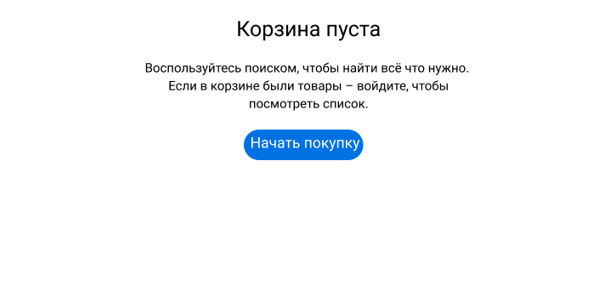 Корзина пуста
Воспользуйтесь поиском, чтобы найти всё что нужно.
Если в корзине были товары – войдите, чтобы
посмотреть список.
Начать покупку